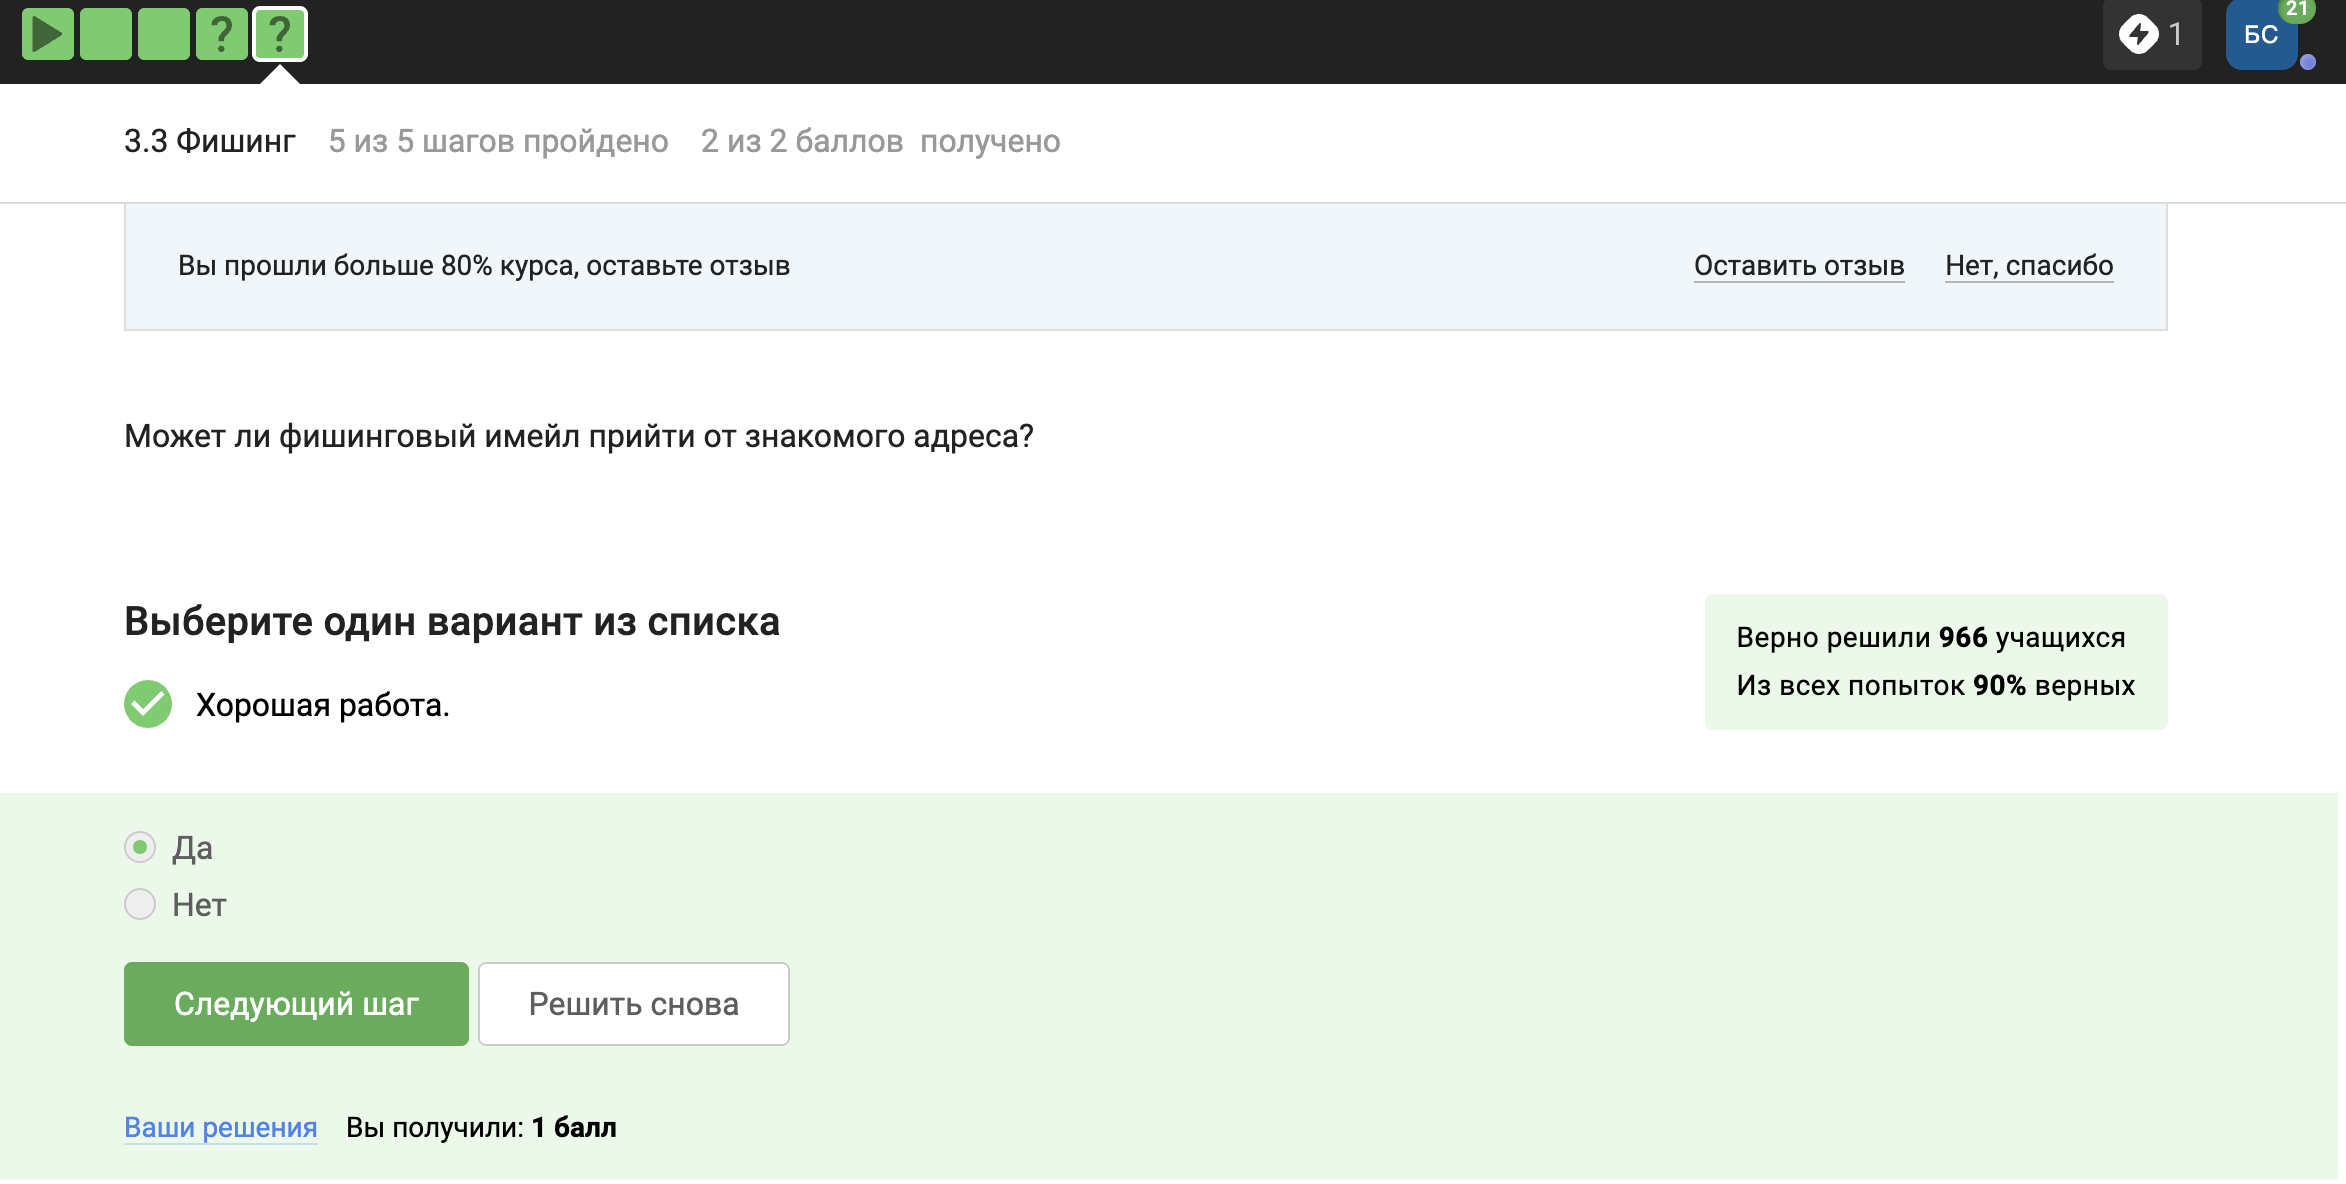 ? ? 1 БС 21
3.3 Фишинг 5 из 5 шагов пройдено 2 из 2 баллов получено
Вы прошли больше 80% курса, оставьте отзыв Оставить отзыв Нет, спасибо
Может ли фишинговый имейл прийти от знакомого адреса?
Выберите один вариант из списка
Хорошая работа.
Верно решили 966 учащихся
Из всех попыток 90% верных
Да
Нет
Следующий шаг Решить снова
Ваши решения Вы получили: 1 балл